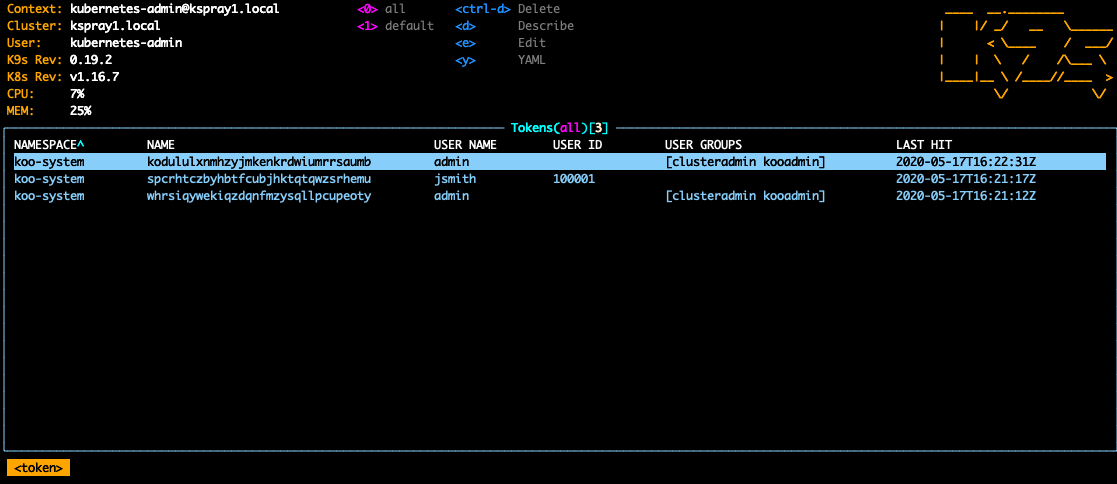 Context: kubernetes-admin@kspray1.local <0> all <ctrl-d> Delete
Cluster: kspray1.local <1> default <d> Describe
User: kubernetes-admin <e> Edit
K9s Rev: 0.19.2 <y> YAML
K8s Rev: v1.16.7
CPU: 7%
MEM: 25%
Tokens(all)[3]
NAMESPACE^ NAME USER NAME USER ID USER GROUPS LAST HIT
koo-system kodululxnmhzyjmkenkrdwiumrrsaumb admin [clusteradmin kooadmin] 2020-05-17T16:22:31Z
koo-system spcrhtczbyhbtfcubjhktqtqwzsrhemu jsmith 100001 2020-05-17T16:21:17Z
koo-system whrsiqywekiqzdqnfmzysqllpcupeoty admin [clusteradmin kooadmin] 2020-05-17T16:21:12Z
<token>